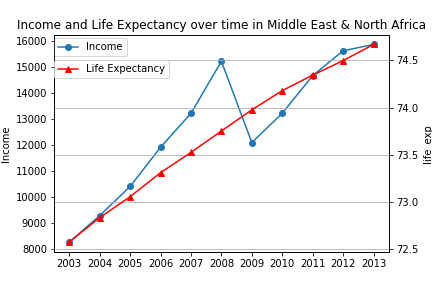 Income and Life Expectancy over time in Middle East & North Africa
Income
Life Expectancy
16000
15000
14000
13000
12000
11000
10000
9000
8000
Income
74.5
74.0
73.5
73.0
72.5
life_exp
2003 2004 2005 2006 2007 2008 2009 2010 2011 2012 2013